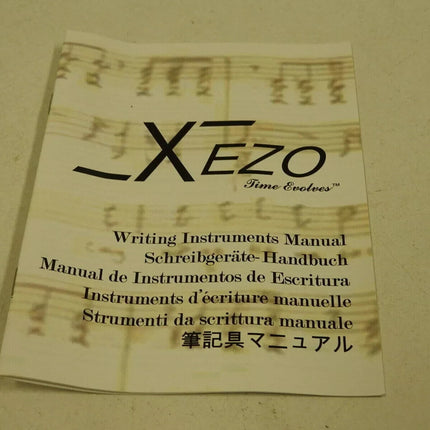 XEZO
Time Evolves™
Writing Instruments Manual
Schreibgeräte-Handbuch
Manual de Instrumentos de Escritura
Instruments d'écriture manuelle
Strumenti da scrittura manuale
筆記具マニュアル